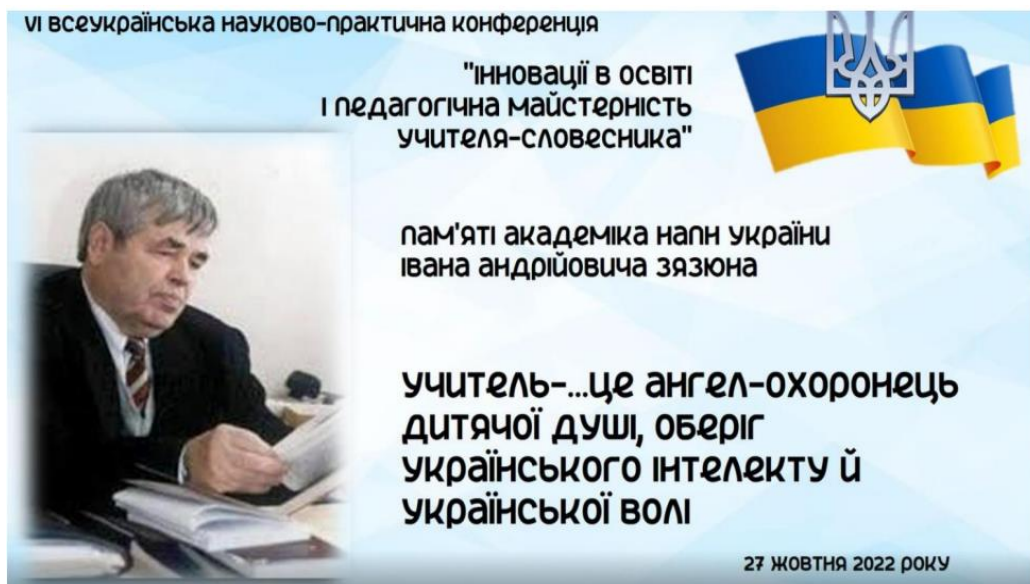 VI ВСЕУКРАЇНСЬКА НАУКОВО-ПРАКТИЧНА КОНФЕРЕНЦІЯ
"ІННОВАЦІЇ В ОСВІТІ
І ПЕДАГОГІЧНА МАЙСТЕРНІСТЬ
УЧИТЕЛЯ-СЛОВЕСНИКА"
ПАМ'ЯТІ АКАДЕМІКА НАПН УКРАЇНИ
ІВАНА АНДРІЙОВИЧА ЗЯЗЮНА
УЧИТЕЛЬ-...ЦЕ АНГЕЛ-ОХОРОНЕЦЬ
ДИТЯЧОЇ ДУШІ, ОБЕРІГ
УКРАЇНСЬКОГО ІНТЕЛЕКТУ Й
УКРАЇНСЬКОЇ ВОЛІ
27 ЖОВТНЯ 2022 РОКУ